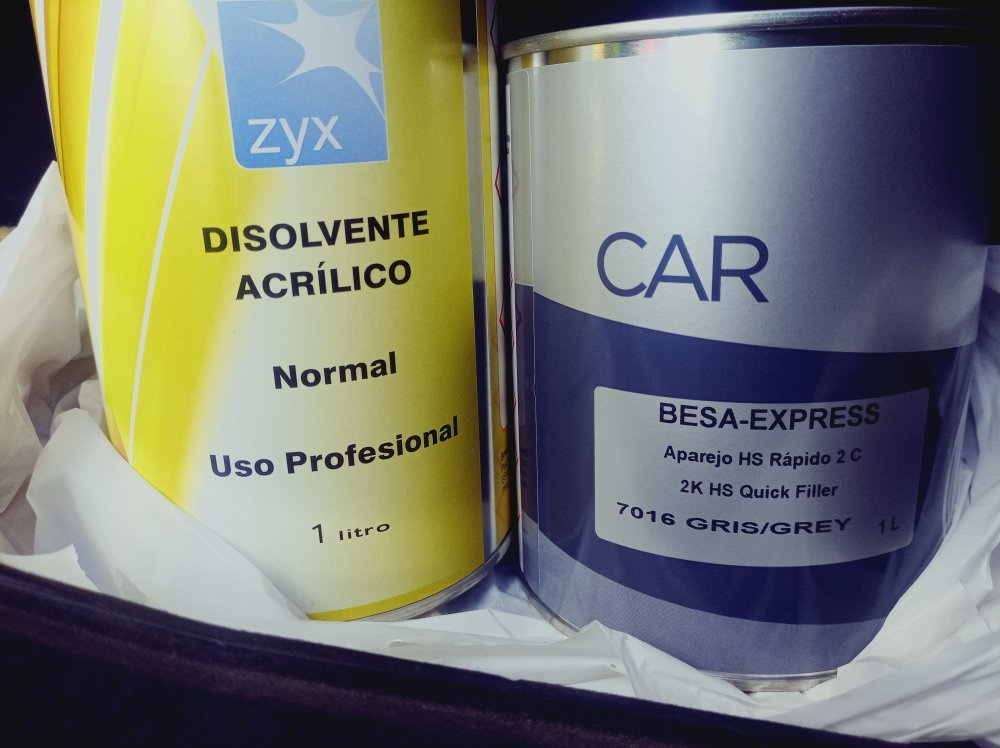 zyx
DISOLVENTE
ACRÍLICO
Normal
Uso Profesional
1 litro
CAR
BESA-EXPRESS
Aparejo HS Rápido 2 C
2K HS Quick Filler
7016 GRIS/GREY 1 L